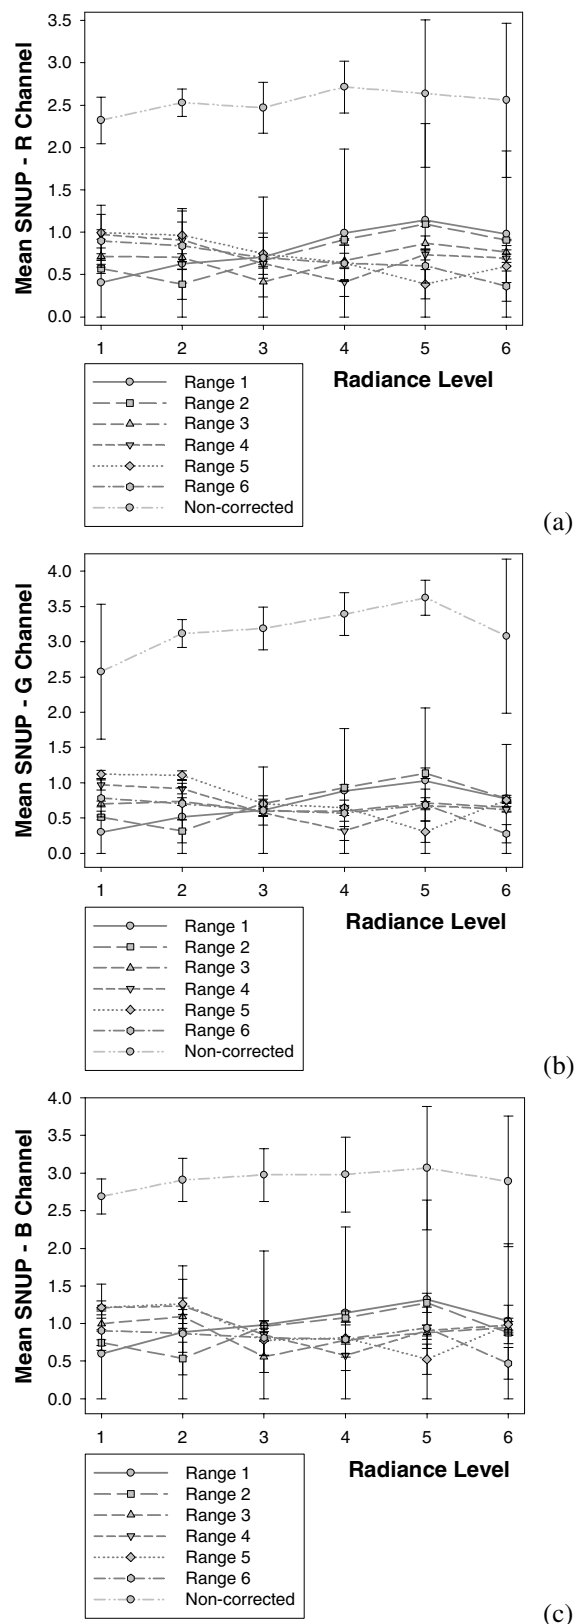 3.5
3.0
2.5
2.0
1.5
1.0
0.5
0.0
Mean SNUP - R Channel
1 2 3 4 5 6
Radiance Level
Range 1
Range 2
Range 3
Range 4
Range 5
Range 6
Non-corrected
(a)
4.0
3.5
3.0
2.5
2.0
1.5
1.0
0.5
0.0
Mean SNUP - G Channel
1 2 3 4 5 6
Radiance Level
Range 1
Range 2
Range 3
Range 4
Range 5
Range 6
Non-corrected
(b)
4.0
3.5
3.0
2.5
2.0
1.5
1.0
0.5
0.0
Mean SNUP - B Channel
1 2 3 4 5 6
Radiance Level
Range 1
Range 2
Range 3
Range 4
Range 5
Range 6
Non-corrected
(c)